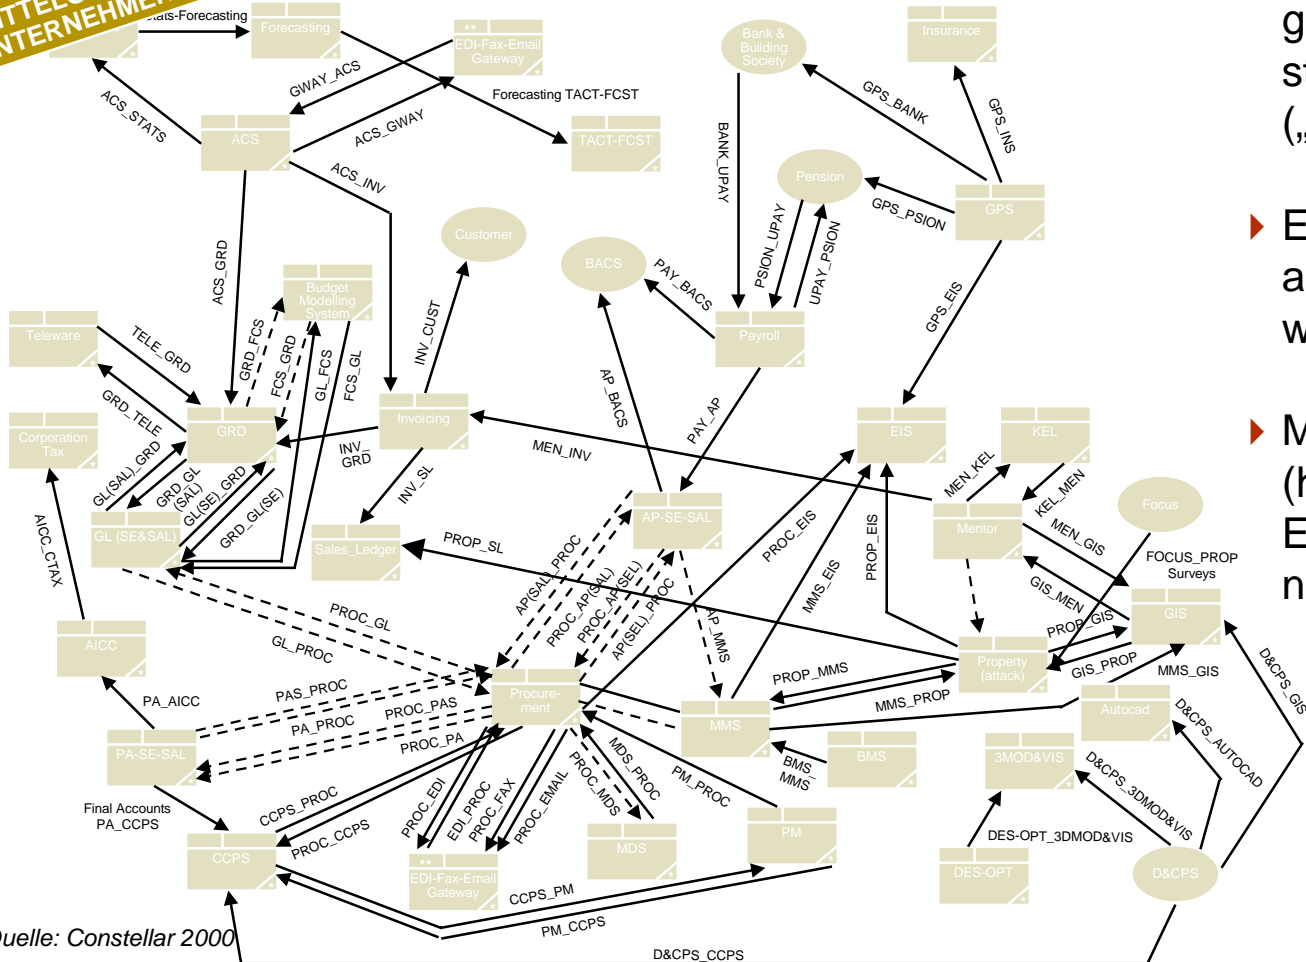 Stats-Forecasting
Forecasting
**
EDI-Fax-Email
Gateway
Bank &
Building
Society
Insurance
GWAY_ACS
Forecasting TACT-FCST
ACS_STATS
ACS
ACS_GWAY
TACT-FCST
GPS_BANK
GPS_INS
BANK_UPAY
ACS_INV
Pension
GPS_PSION
GPS
Customer
BACS
PSION_UPAY
UPAY_PSION
PAY_BACS
ACS_GRD
Budget
Modelling
System
GPS_EIS
Teleware
TELE_GRD
GRD_FCS
FCS_GRD
GL_FCS
FCS_GL
INV_CUST
Payroll
GRD_TELE
AP_BACS
PAY_AP
Corporation
Tax
GRD
Invoicing
EIS
KEL
INV_
GRD
MEN_INV
MEN_KEL
KEL_MEN
GL(SAL)_GRD
GRD_GL
(SAL)
GL(SE)_GRD
GRD_GL(SE)
INV_SL
AICC_CTAX
GL (SE&SAL)
Sales_Ledger
PROP_SL
AP-SE-SAL
PROC_EIS
MMS_EIS
PROP_EIS
Mentor
MEN_GIS
Focus
FOCUS_PROP
Surveys
GIS_MEN
GIS
AP(SAL)_PROC
PROC_AP(SAL)
PROC_AP(SEL)
AP(SEL)_PROC
AP_MMS
PROC_GL
GL_PROC
AICC
PROP_GIS
GIS_PROP
MMS_GIS
Property
(attack)
PROP_MMS
MMS_PROP
D&CPS_GIS
PA_AICC
PAS_PROC
PA_PROC
PROC_PAS
PROC_PA
Procure-
ment
MMS
Autocad
D&CPS_AUTOCAD
PA-SE-SAL
BMS_
MMS
BMS
3MOD&VIS
D&CPS_3DMOD&VIS
Final Accounts
PA_CCPS
CCPS_PROC
PROC_CCPS
PROC_EDI
EDI_PROC
PROC_FAX
PROC_EMAIL
PROC_MDS
MDS_PROC
PM_PROC
CCPS
**
EDI-Fax-Email
Gateway
MDS
PM
DES-OPT_3DMOD&VIS
DES-OPT
D&CPS
CCPS_PM
PM_CCPS
D&CPS_CCPS
Quelle: Constellar 2000